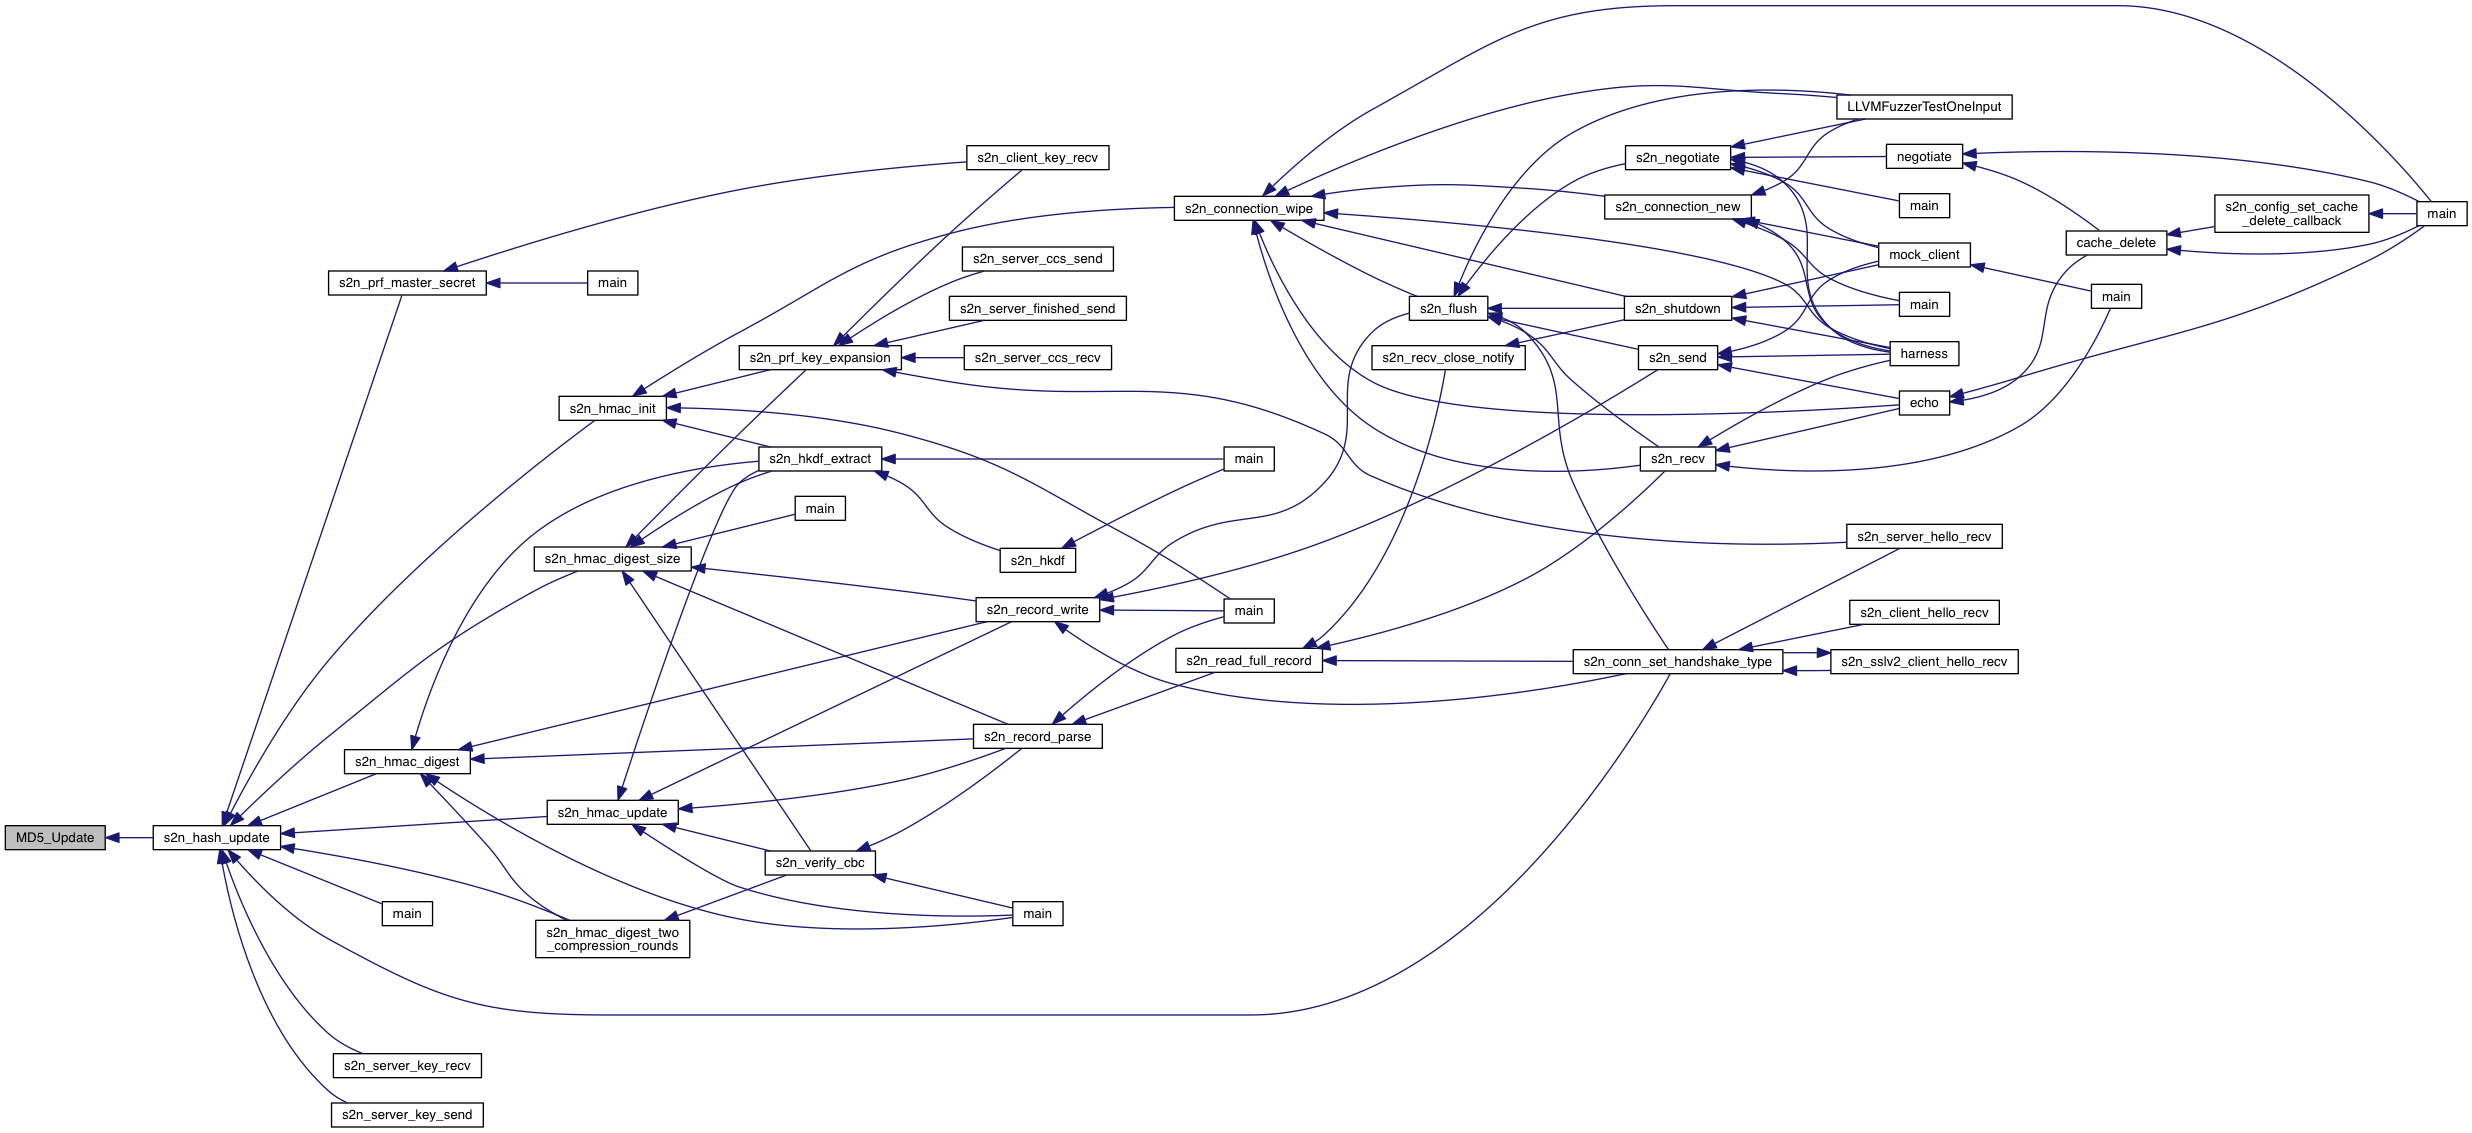 LLVMFuzzerTestOneInput
s2n_client_key_recv
s2n_negotiate
negotiate
s2n_connection_wipe
s2n_connection_new
main
s2n_config_set_cache
_delete_callback
main
cache_delete
s2n_server_ccs_send
mock_client
s2n_prf_master_secret
main
s2n_server_finished_send
s2n_flush
s2n_shutdown
main
main
s2n_prf_key_expansion
s2n_server_ccs_recv
s2n_recv_close_notify
s2n_send
harness
s2n_hmac_init
echo
s2n_hkdf_extract
main
s2n_recv
main
s2n_server_hello_recv
s2n_hmac_digest_size
s2n_hkdf
s2n_record_write
main
s2n_client_hello_recv
s2n_read_full_record
s2n_conn_set_handshake_type
s2n_sslv2_client_hello_recv
s2n_record_parse
s2n_hmac_digest
s2n_hmac_update
MD5_Update
s2n_hash_update
s2n_verify_cbc
main
main
s2n_hmac_digest_two
_compression_rounds
s2n_server_key_recv
s2n_server_key_send